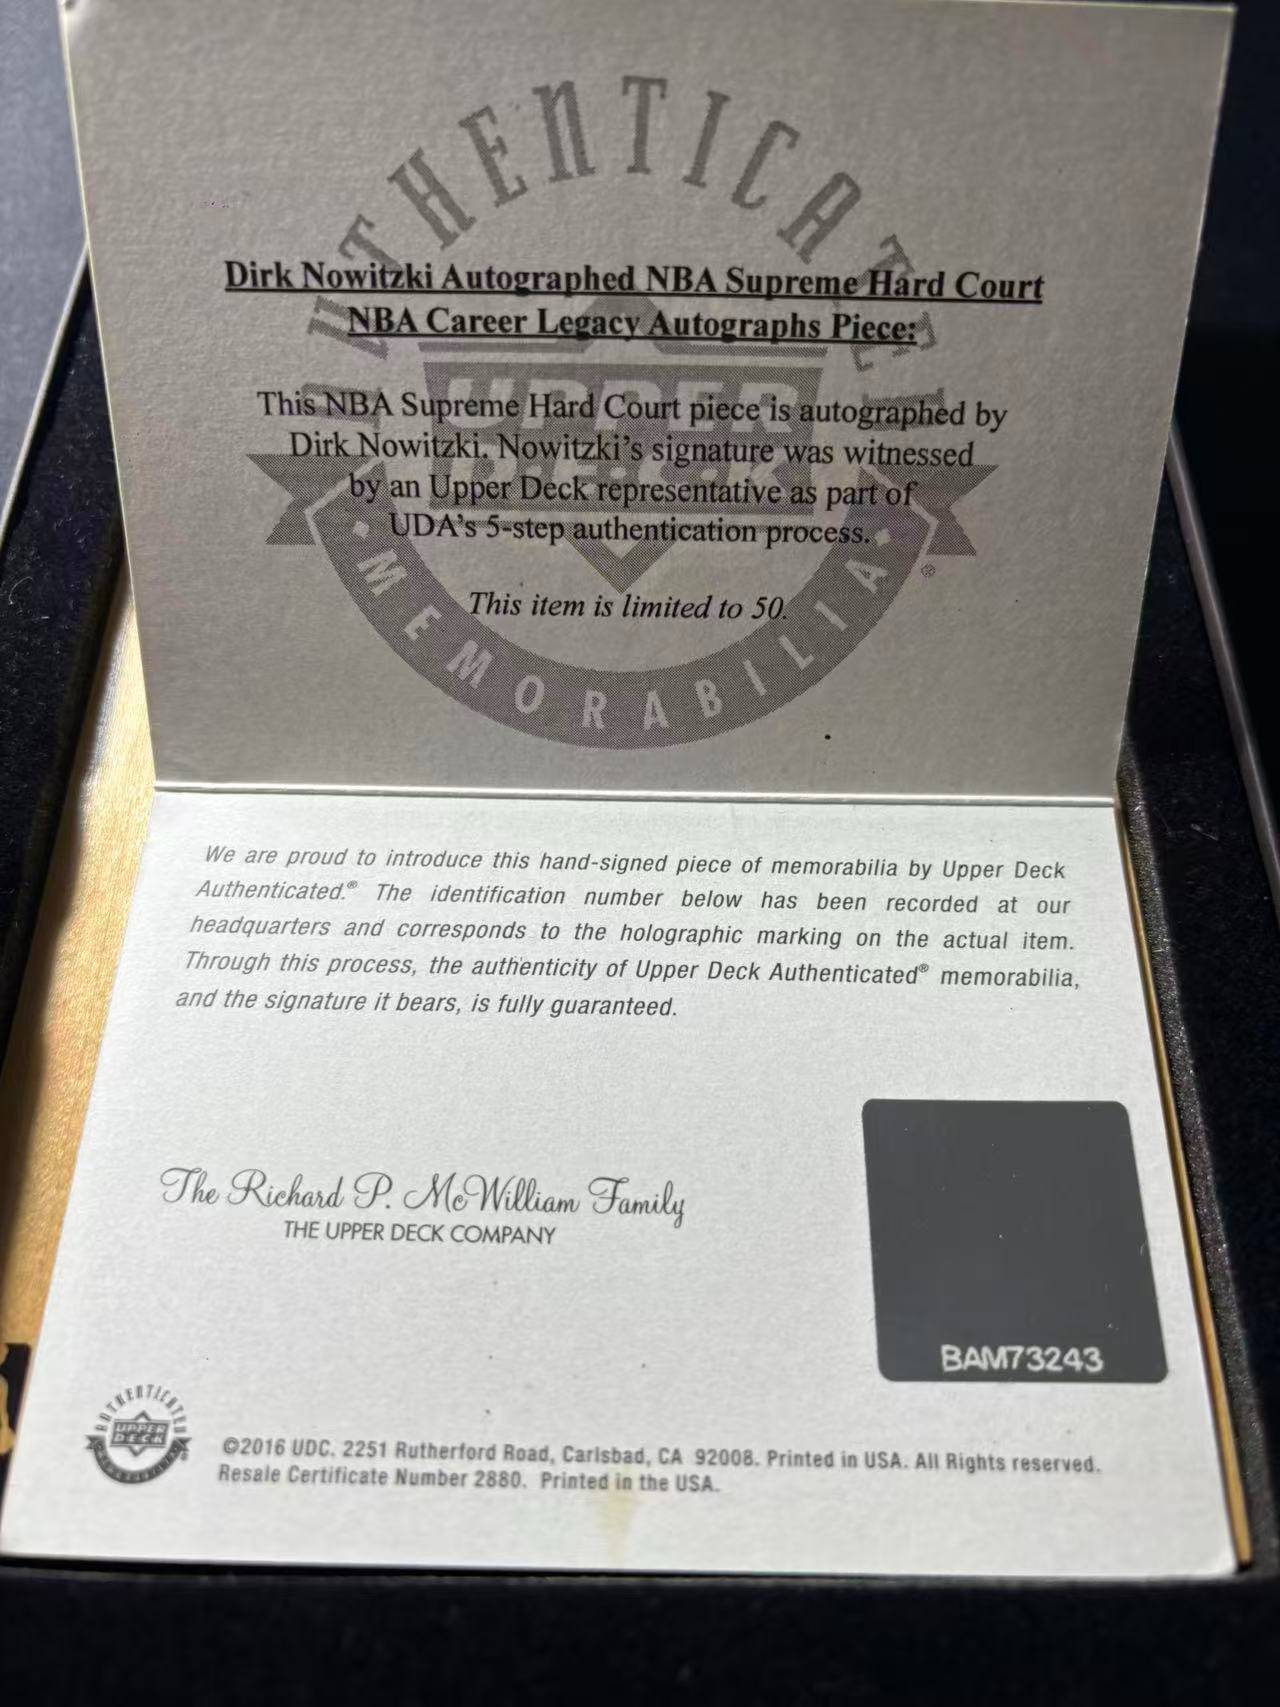 AUTHENTICATED
Dirk Nowitzki Autographed NBA Supreme Hard Court
NBA Career Legacy Autographs Piece:
UPPER
DECK
This NBA Supreme Hard Court piece is autographed by
Dirk Nowitzki. Nowitzki's signature was witnessed
by an Upper Deck representative as part of
UDA's 5-step authentication process.
This item is limited to 50.
MEMORABILIA
®
We are proud to introduce this hand-signed piece of memorabilia by Upper Deck
Authenticated.® The identification number below has been recorded at our
headquarters and corresponds to the holographic marking on the actual item.
Through this process, the authenticity of Upper Deck Authenticated® memorabilia,
and the signature it bears, is fully guaranteed.
The Richard P. McWilliam Family
THE UPPER DECK COMPANY
BAM73243
AUTHENTICATED
UPPER
DECK
©2016 UDC. 2251 Rutherford Road, Carlsbad, CA 92008. Printed in USA. All Rights reserved.
Resale Certificate Number 2880. Printed in the USA.